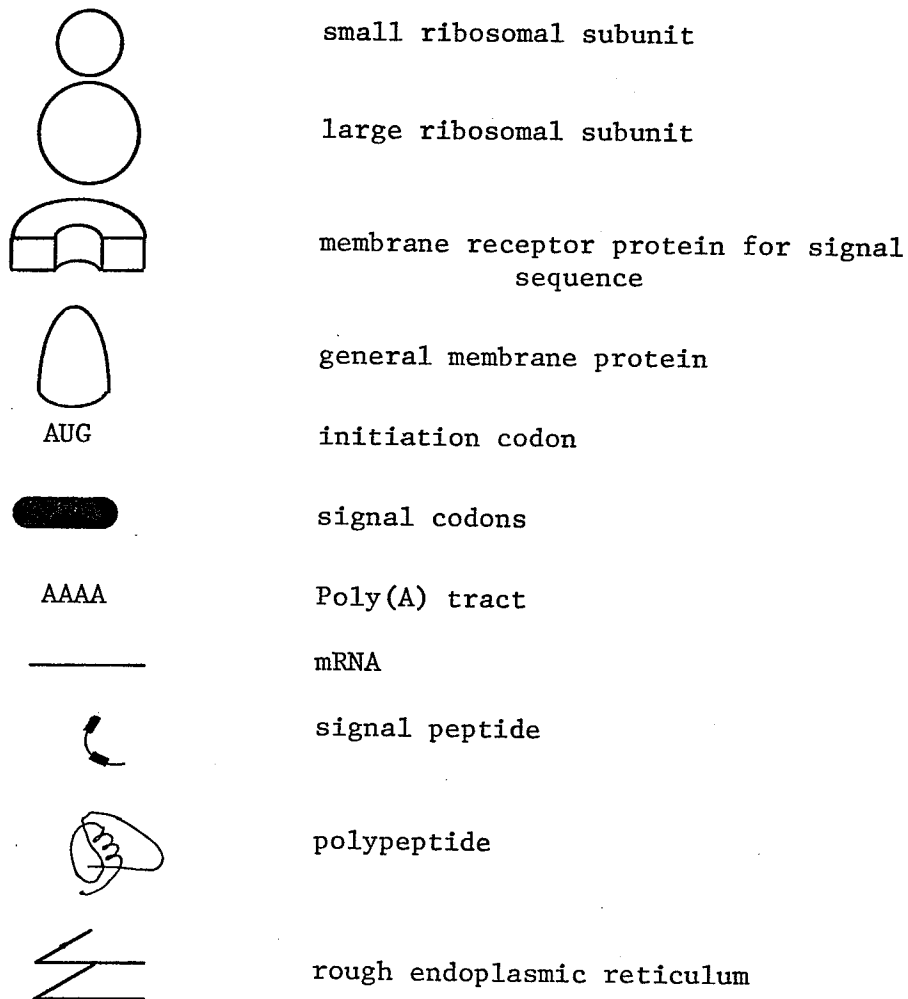 small ribosomal subunit
large ribosomal subunit
membrane receptor protein for signal
sequence
general membrane protein
AUG initiation codon
signal codons
AAAA Poly(A) tract
mRNA
signal peptide
polypeptide
rough endoplasmic reticulum